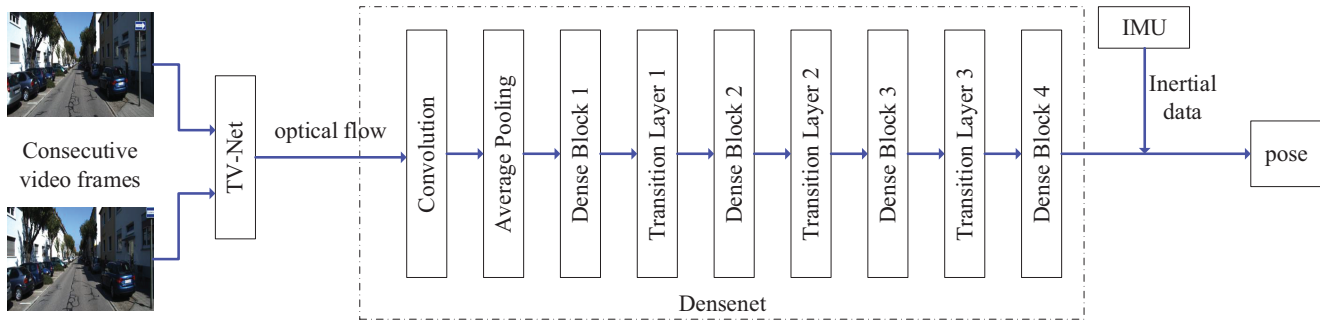 Consecutive
video frames
TV-Net
optical flow
Convolution
Average Pooling
Dense Block 1
Transition Layer 1
Dense Block 2
Transition Layer 2
Dense Block 3
Transition Layer 3
Dense Block 4
Densenet
IMU
Inertial
data
pose